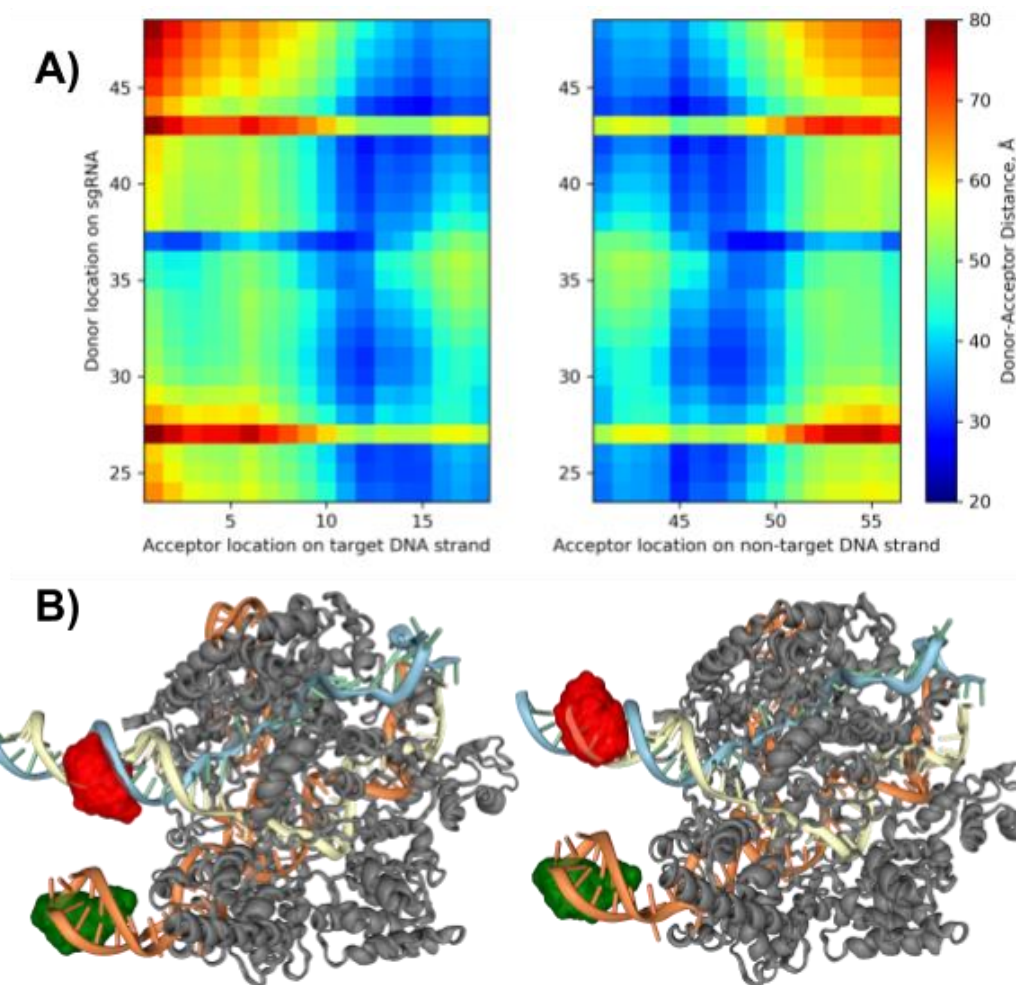 A)
45
40
35
30
25
Donor location on sgRNA
5 10 15
Acceptor location on target DNA strand
45 50 55
Acceptor location on non-target DNA strand
80
70
60
50
40
30
20
Donor-Acceptor Distance, Å
B)